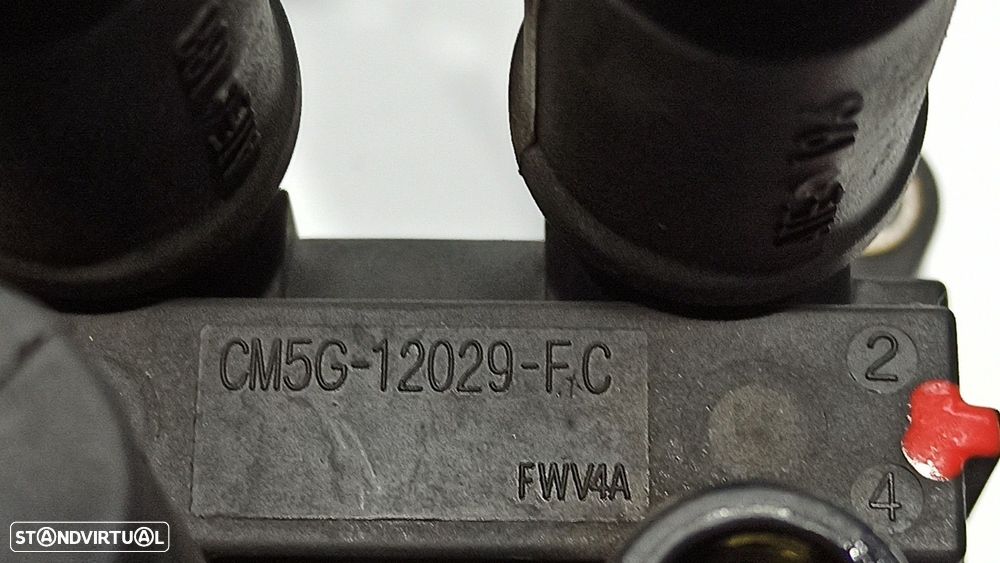 CM5G-12029-FC
2
FWV4A
4
STANDVIRTUAL